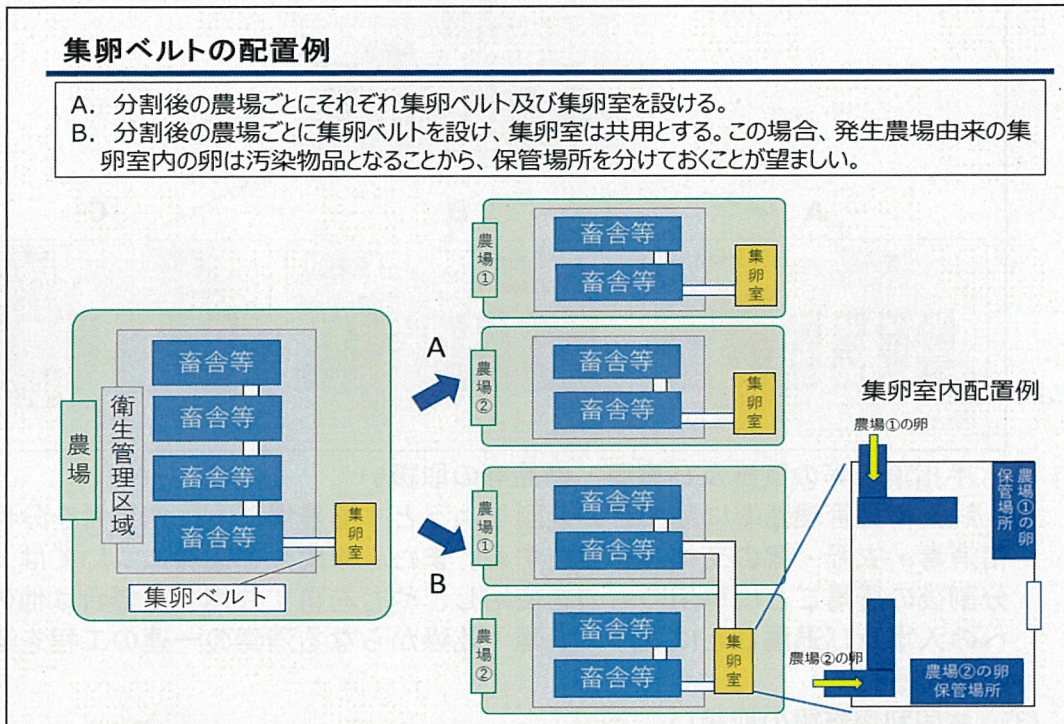 集卵ベルトの配置例
A. 分割後の農場ごとにそれぞれ集卵ベルト及び集卵室を設ける。
B. 分割後の農場ごとに集卵ベルトを設け、集卵室は共用とする。この場合、発生農場由来の集
卵室内の卵は汚染物品となることから、保管場所を分けておくことが望ましい。
農場
衛生管理区域
畜舎等
畜舎等
畜舎等
畜舎等
集卵室
集卵ベルト
A
農場①
畜舎等
畜舎等
集卵室
農場②
畜舎等
畜舎等
集卵室
B
農場①
畜舎等
畜舎等
農場②
畜舎等
畜舎等
集卵室
集卵室内配置例
農場①の卵
農場①の卵
保管場所
農場②の卵
農場②の卵
保管場所